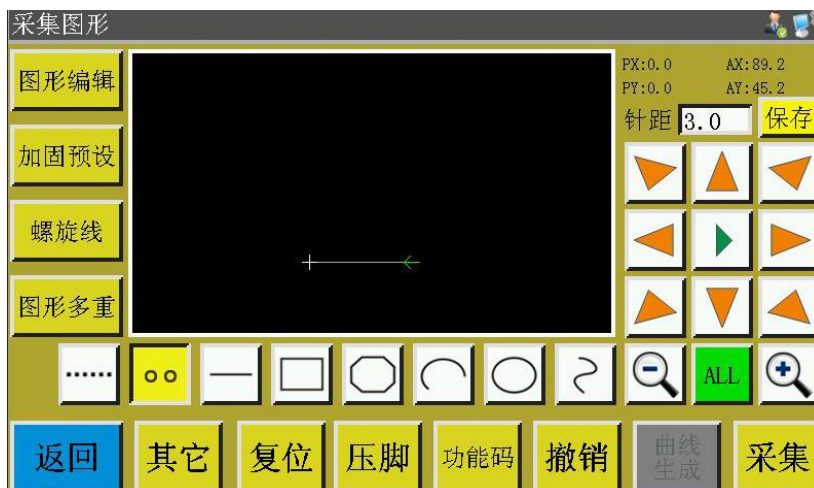 采集图形
图形编辑
加固预设
螺旋线
图形多重
PX:0.0 AX:89.2
PY:0.0 AY:45.2
针距 3.0 保存
ALL
返回 其它 复位 压脚 功能码 撤销 曲线生成 采集